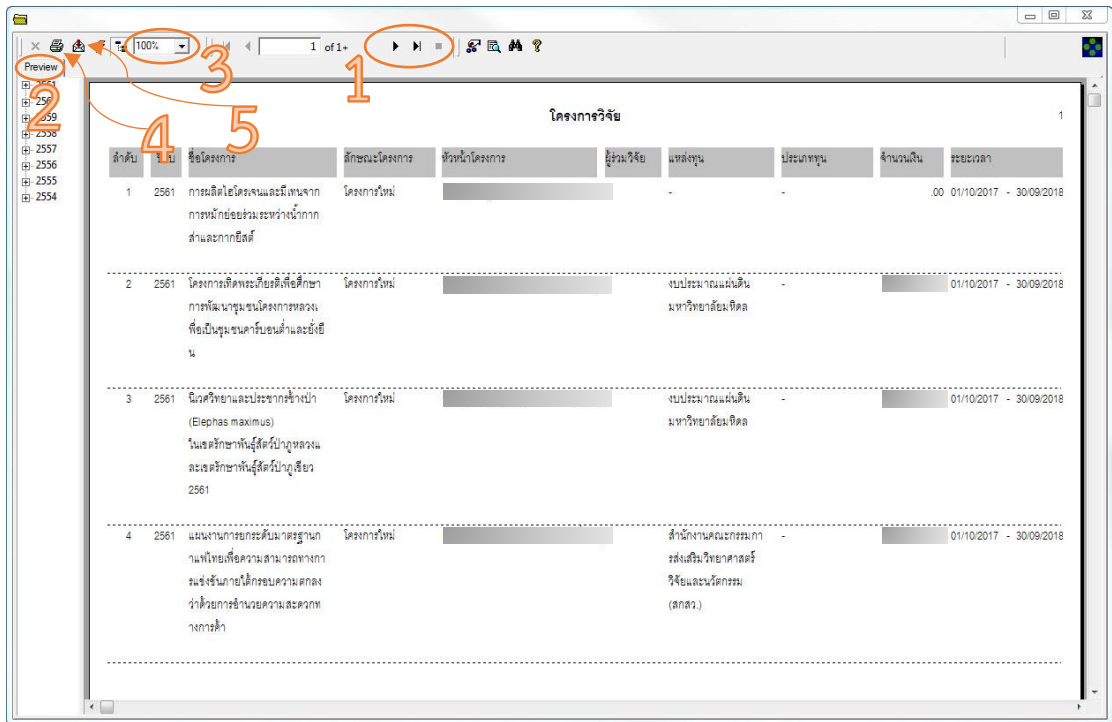 100%
1 of 1+
1
3
Preview
2
4
5
2561
2559
2558
2557
2556
2555
2554
โครงการวิจัย
1
ลำดับ ชื่อโครงการ ลักษณะโครงการ หัวหน้าโครงการ ผู้ร่วมวิจัย แหล่งทุน ประเภททุน จำนวนเงิน ระยะเวลา
1 2561 การผลิตไฮโดรเจนและมีเทนจาก โครงการใหม่ - - .00 01/10/2017 - 30/09/2018
การหมักย่อยร่วมระหว่างน้ำกาก
ส่าและกากยีสต์
2 2561 โครงการเทิดพระเกียรติเพื่อศึกษา โครงการใหม่ งบประมาณแผ่นดิน - 01/10/2017 - 30/09/2018
การพัฒนาชุมชนโครงการหลวงเ มหาวิทยาลัยมหิดล
พื่อเป็นชุมชนคาร์บอนต่ำและยั่งยื
น
3 2561 นิเวศวิทยาและประชากรช้างป่า โครงการใหม่ งบประมาณแผ่นดิน - 01/10/2017 - 30/09/2018
(Elephas maximus) มหาวิทยาลัยมหิดล
ในเขตรักษาพันธุ์สัตว์ป่าภูหลวงแ
ละเขตรักษาพันธุ์สัตว์ป่าภูเขียว
2561
4 2561 แผนงานการยกระดับมาตรฐานก โครงการใหม่ สำนักงานคณะกรรมกา - 01/10/2017 - 30/09/2018
าแฟไทยเพื่อความสามารถทางกา รส่งเสริมวิทยาศาสตร์
รแข่งขันภายใต้กรอบความตกลง วิจัยและนวัตกรรม
ว่าด้วยการอำนวยความสะดวกท (สกสว.)
างการค้า